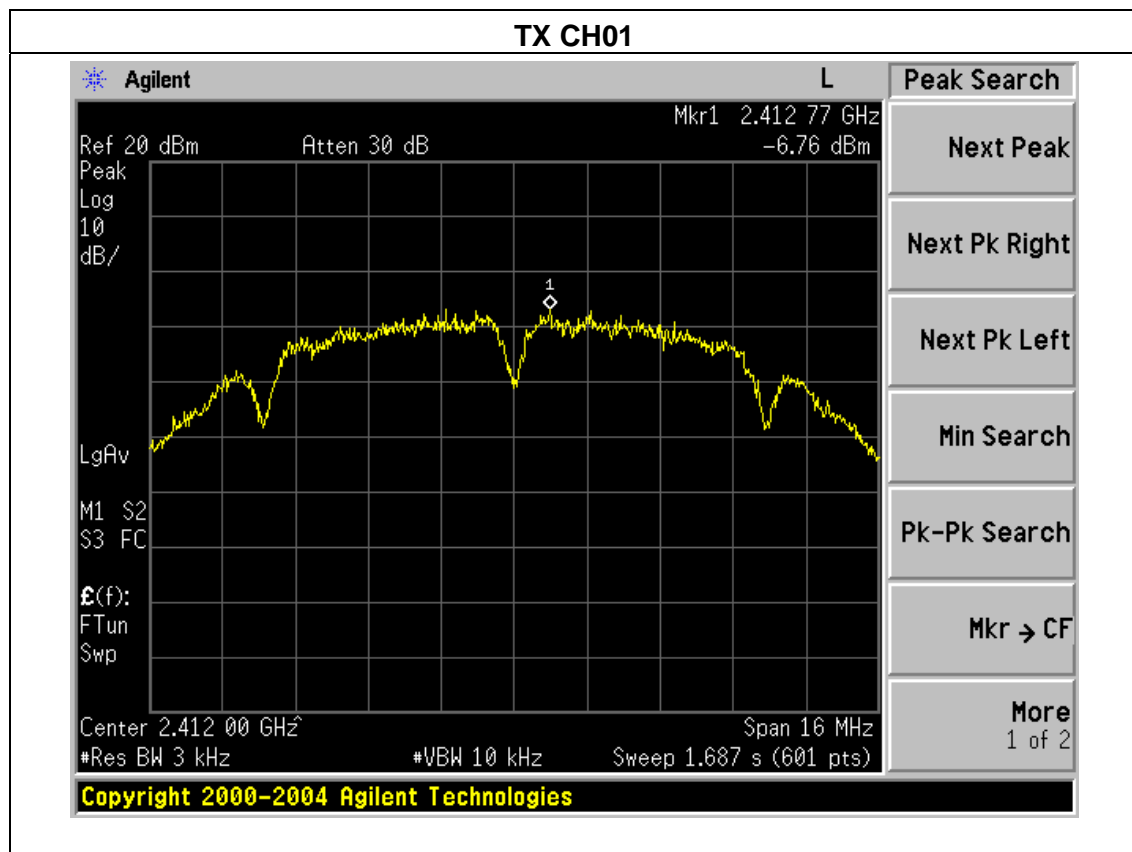 TX CH01
Agilent L Peak Search
Mkr1 2.412 77 GHz
Ref 20 dBm Atten 30 dB -6.76 dBm
Peak
Log
10
dB/
1
LgAv
M1 S2
S3 FC
£(f):
FTun
Swp
Center 2.412 00 GHz Span 16 MHz
#Res BW 3 kHz #VBW 10 kHz Sweep 1.687 s (601 pts)
Copyright 2000-2004 Agilent Technologies
Next Peak
Next Pk Right
Next Pk Left
Min Search
Pk-Pk Search
Mkr → CF
More
1 of 2